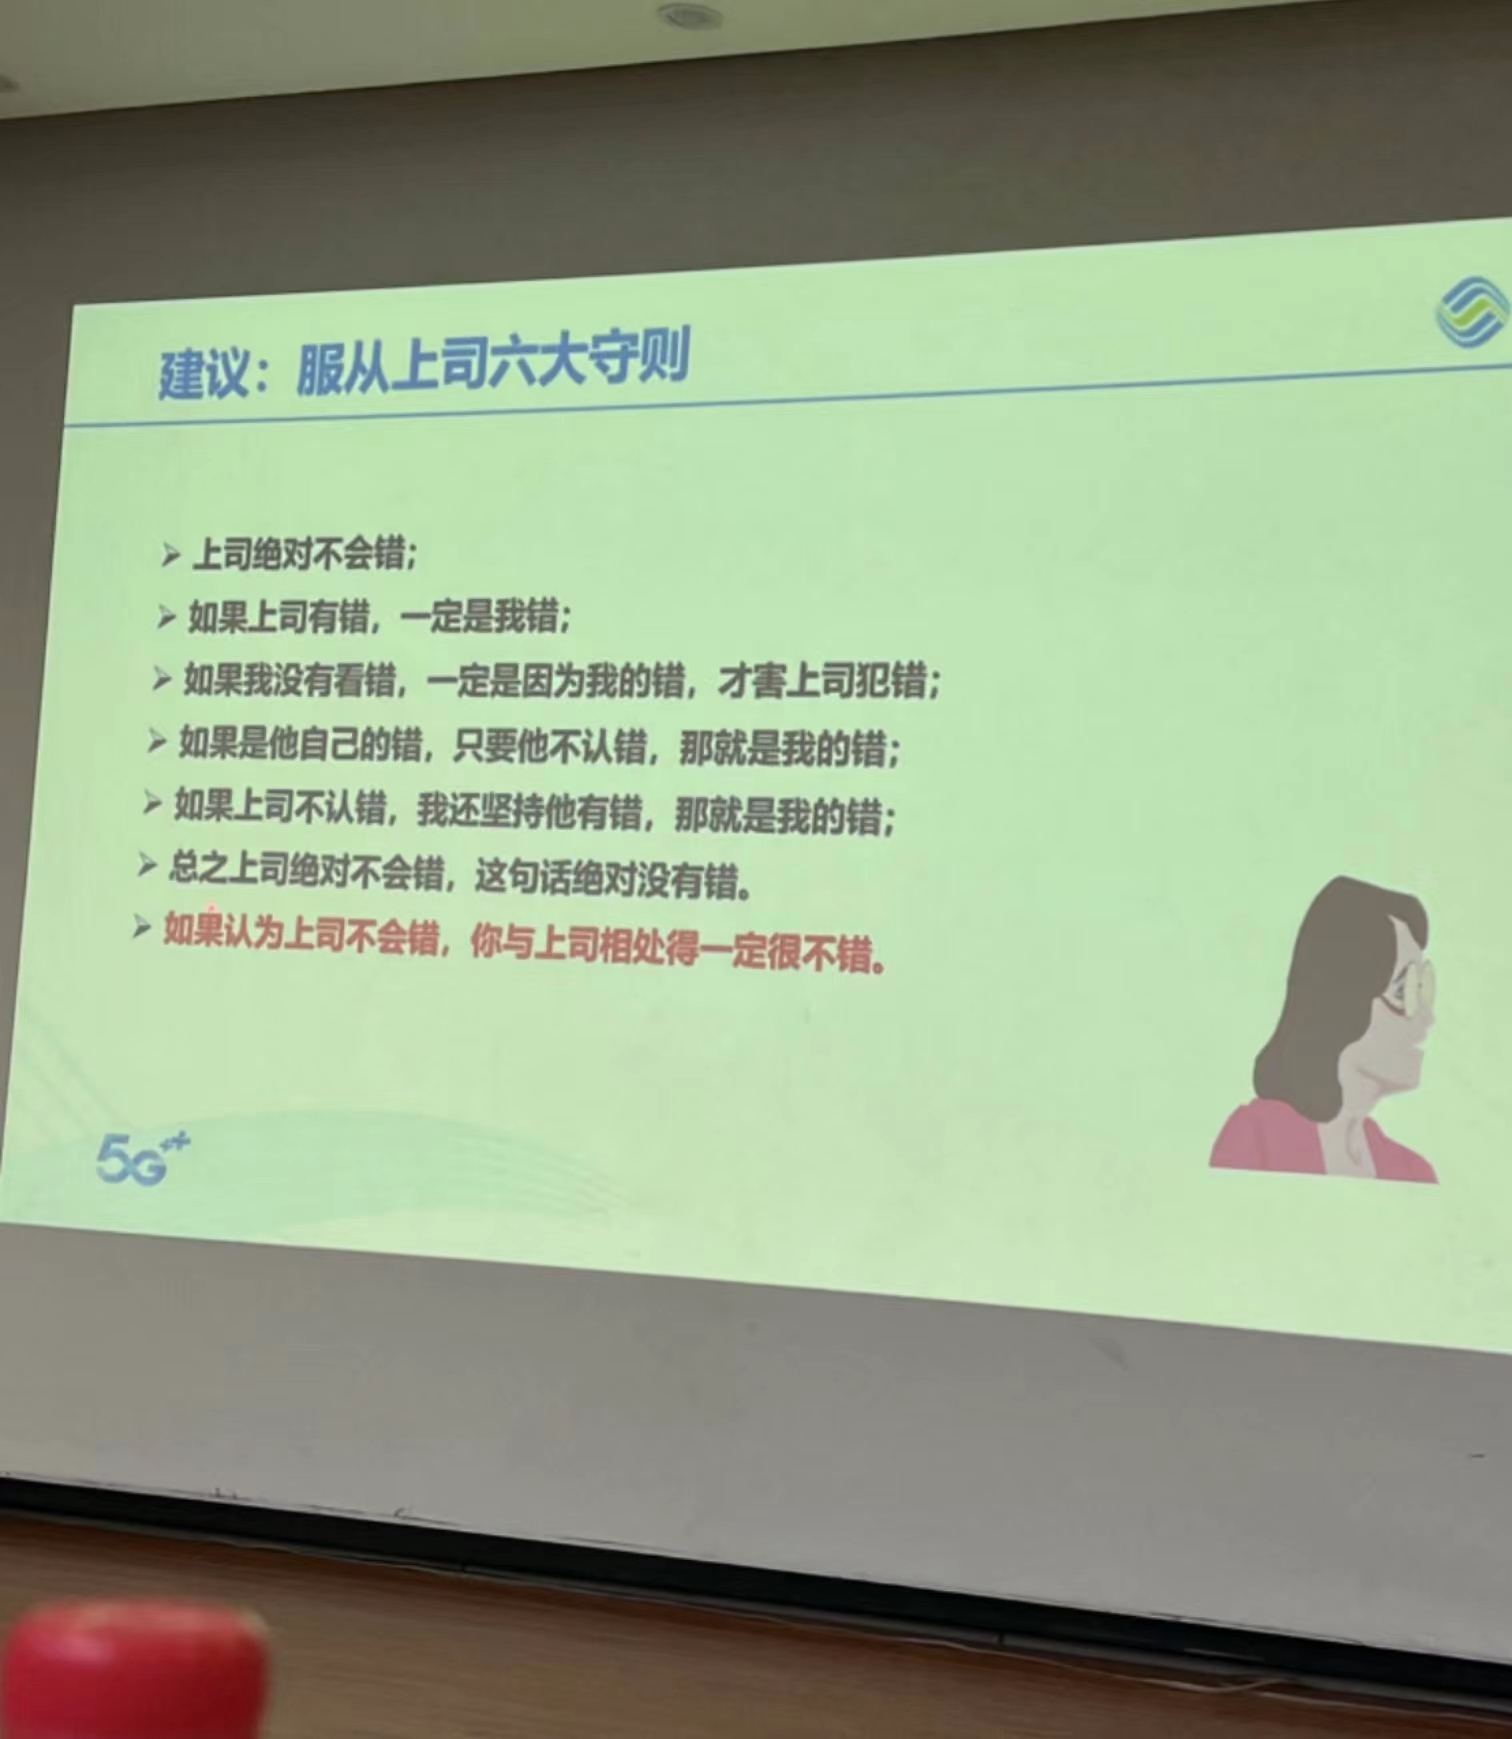 建议：服从上司六大守则
上司绝对不会错；
如果上司有错，一定是我错；
如果我没有看错，一定是因为我的错，才害上司犯错；
如果是他自己的错，只要他不认错，那就是我的错；
如果上司不认错，我还坚持他有错，那就是我的错；
总之上司绝对不会错，这句话绝对没有错。
如果认为上司不会错，你与上司相处得一定很不错。
5G++